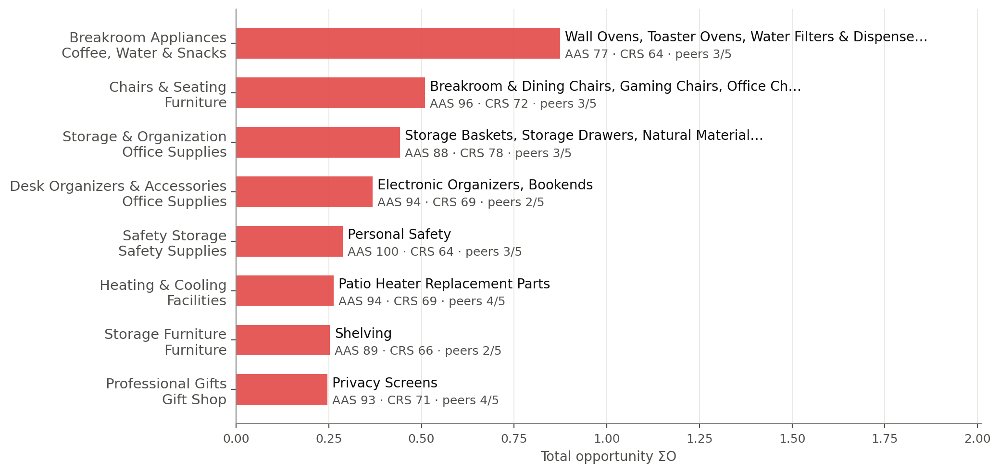 Breakroom Appliances
Coffee, Water & Snacks
Wall Ovens, Toaster Ovens, Water Filters & Dispense...
AAS 77 · CRS 64 · peers 3/5
Chairs & Seating
Furniture
Breakroom & Dining Chairs, Gaming Chairs, Office Ch...
AAS 96 · CRS 72 · peers 3/5
Storage & Organization
Office Supplies
Storage Baskets, Storage Drawers, Natural Material...
AAS 88 · CRS 78 · peers 3/5
Desk Organizers & Accessories
Office Supplies
Electronic Organizers, Bookends
AAS 94 · CRS 69 · peers 2/5
Safety Storage
Safety Supplies
Personal Safety
AAS 100 · CRS 64 · peers 3/5
Heating & Cooling
Facilities
Patio Heater Replacement Parts
AAS 94 · CRS 69 · peers 4/5
Storage Furniture
Furniture
Shelving
AAS 89 · CRS 66 · peers 2/5
Professional Gifts
Gift Shop
Privacy Screens
AAS 93 · CRS 71 · peers 4/5
0.00 0.25 0.50 0.75 1.00 1.25 1.50 1.75 2.00
Total opportunity ΣO